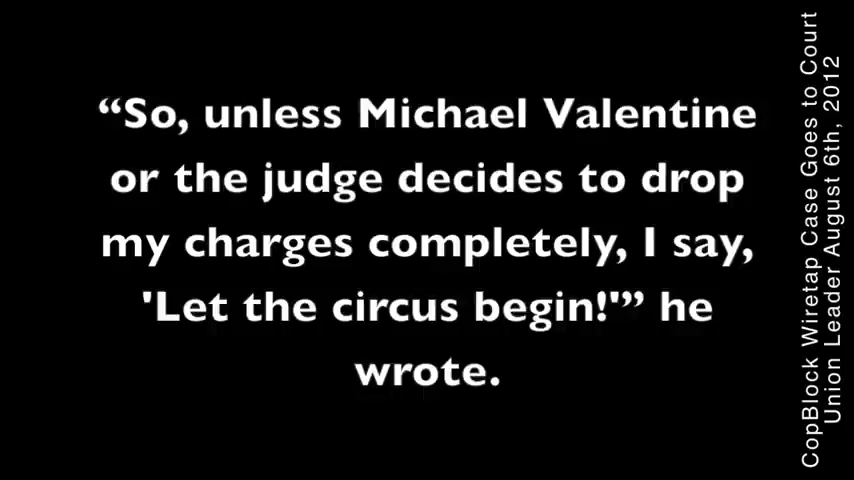 “So, unless Michael Valentine
or the judge decides to drop
my charges completely, I say,
'Let the circus begin!'” he
wrote.
CopBlock Wiretap Case Goes to Court
Union Leader August 6th, 2012